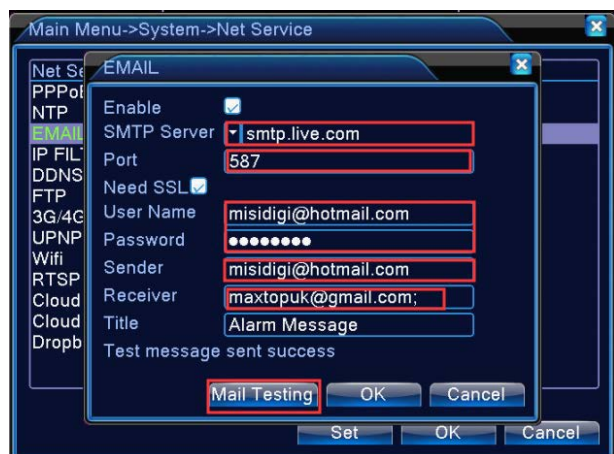 Main Menu->System->Net Service
Net Se
PPPoE
NTP
EMAIL
IP FILT
DDNS
FTP
3G/4G
UPNP
Wifi
RTSP
Cloud
Cloud
Dropb
EMAIL
Enable
SMTP Server smtp.live.com
Port 587
Need SSL
User Name misidigi@hotmail.com
Password ●●●●●●●●
Sender misidigi@hotmail.com
Receiver maxtopuk@gmail.com;
Title Alarm Message
Test message sent success
Mail Testing OK Cancel
Set OK Cancel